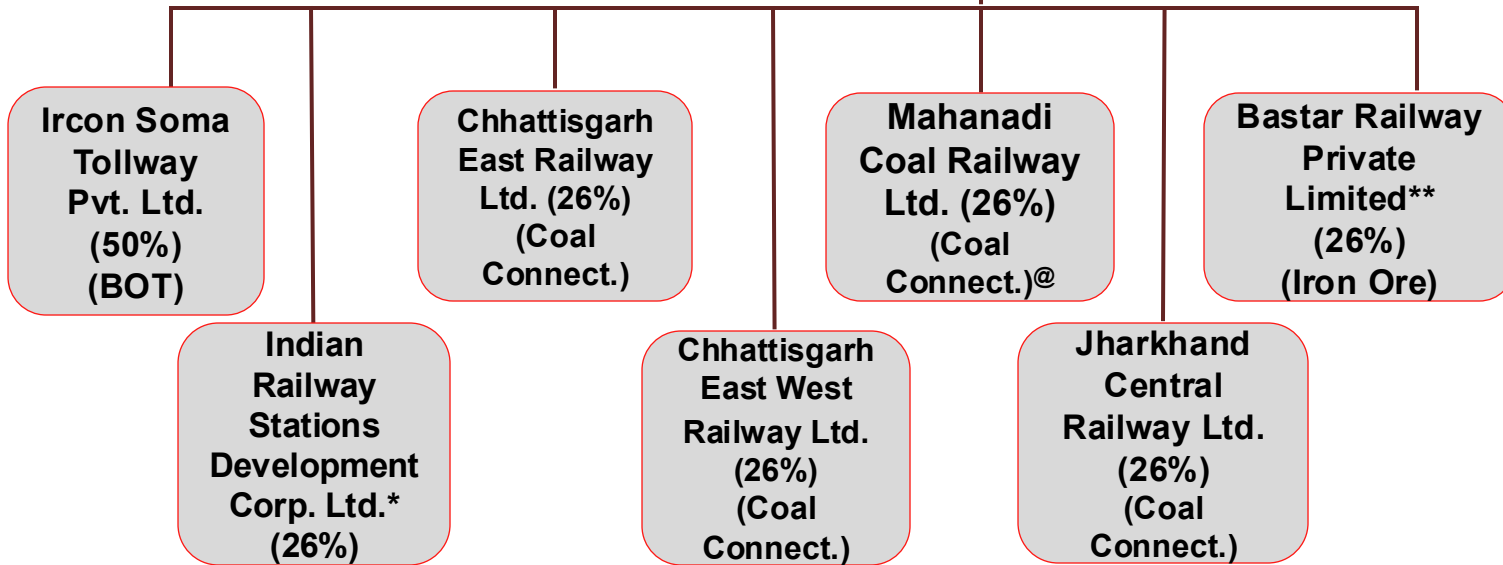 Ircon Soma
Tollway
Pvt. Ltd.
(50%)
(BOT)
Chhattisgarh
East Railway
Ltd. (26%)
(Coal
Connect.)
Mahanadi
Coal Railway
Ltd. (26%)
(Coal
Connect.)@
Bastar Railway
Private
Limited**
(26%)
(Iron Ore)
Indian
Railway
Stations
Development
Corp. Ltd.*
(26%)
Chhattisgarh
East West
Railway Ltd.
(26%)
(Coal
Connect.)
Jharkhand
Central
Railway Ltd.
(26%)
(Coal
Connect.)